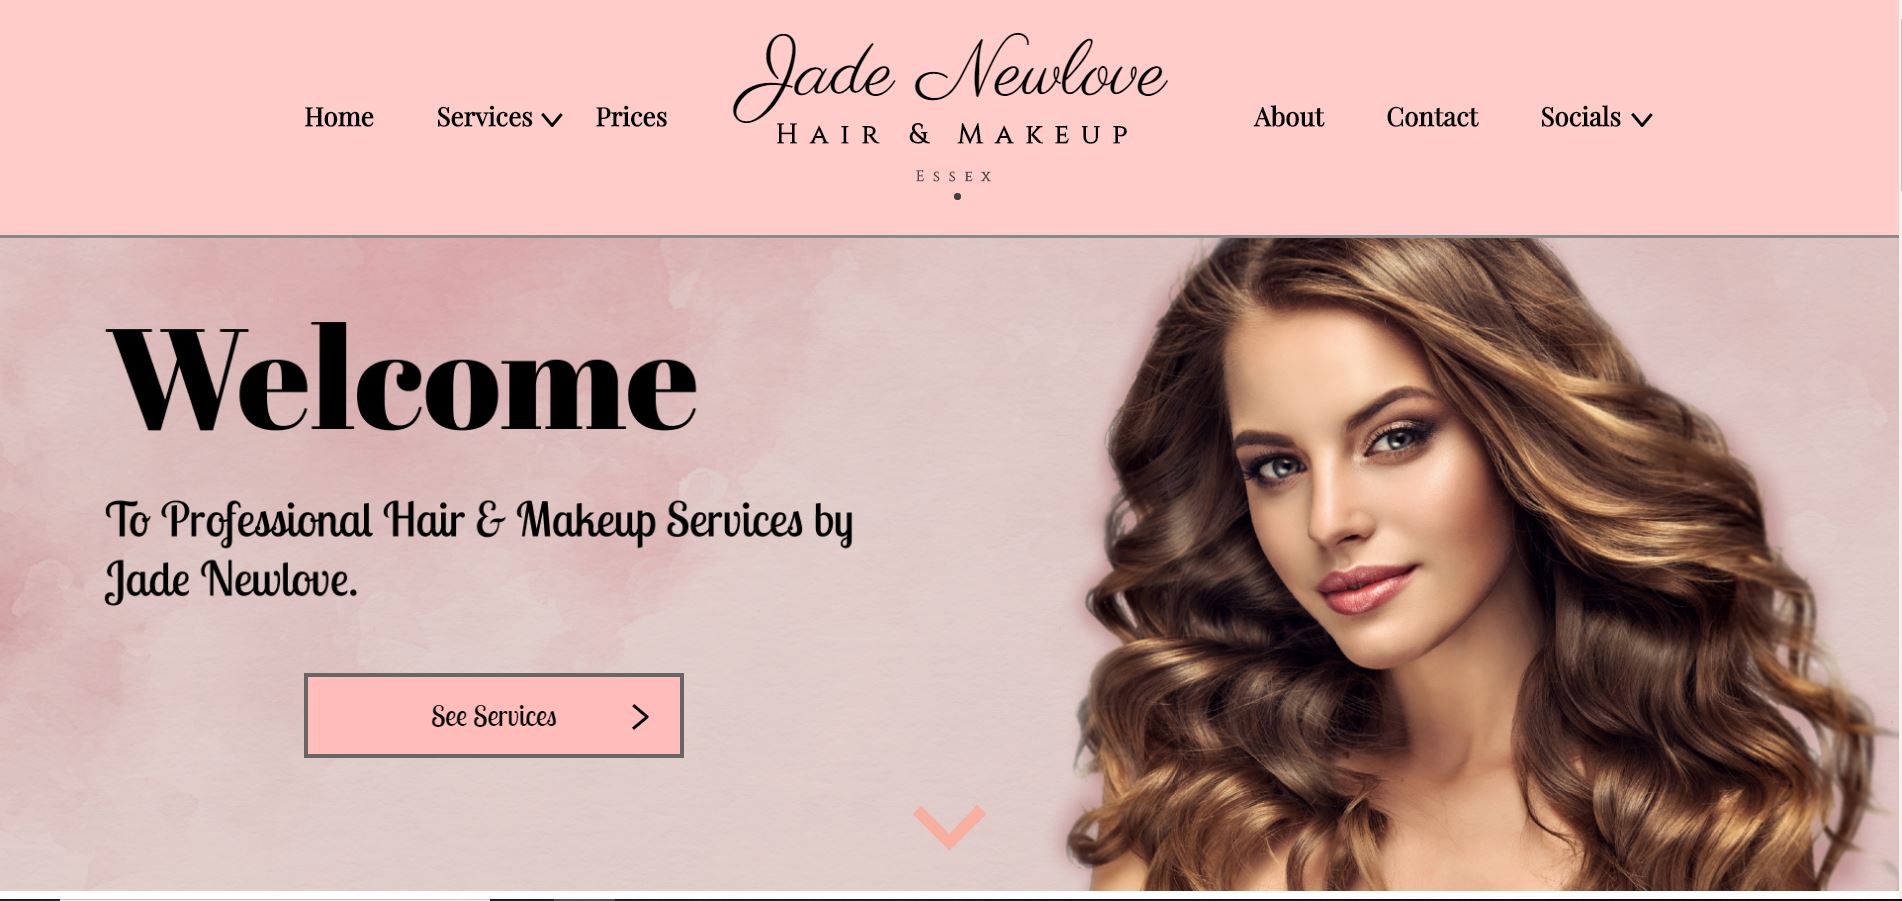 Jade Newlove
Hair & Makeup
Essex
Home Services Prices About Contact Socials
Welcome
To Professional Hair & Makeup Services by
Jade Newlove.
See Services